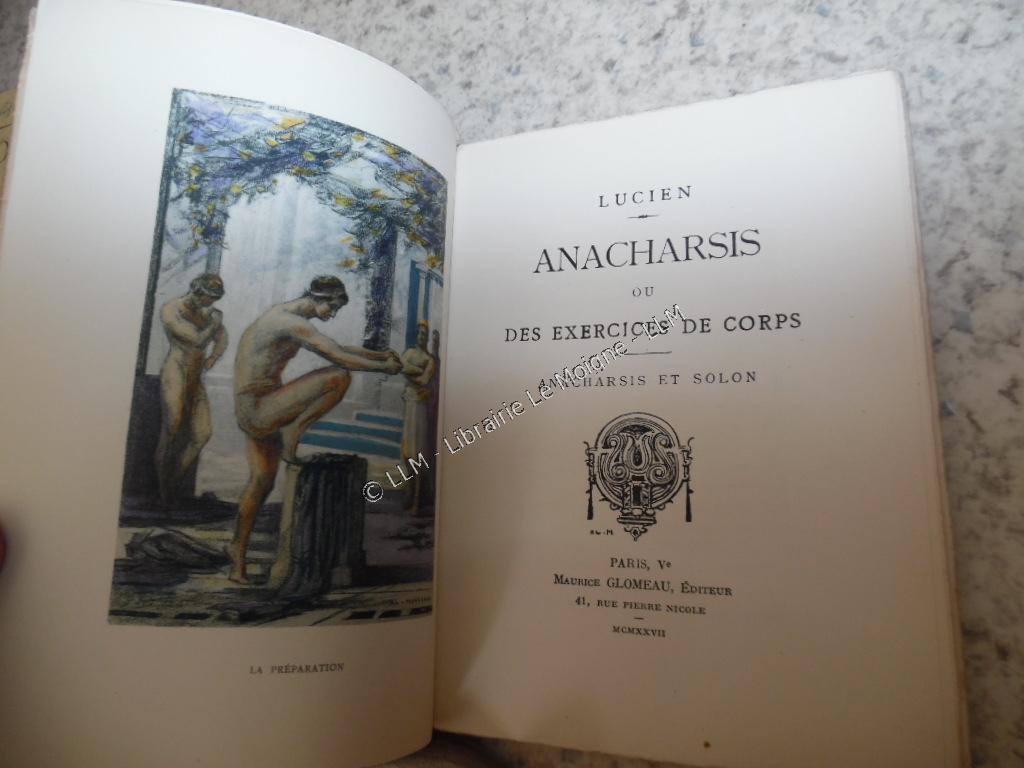 LA PRÉPARATION
LUCIEN
ANACHARSIS
OU
DES EXERCICES DE CORPS
ANACHARSIS ET SOLON
PARIS, Ve
MAURICE GLOMEAU, ÉDITEUR
41, RUE PIERRE NICOLE
MCMXXVII
© LLM - Librairie Le Moigne - LLM